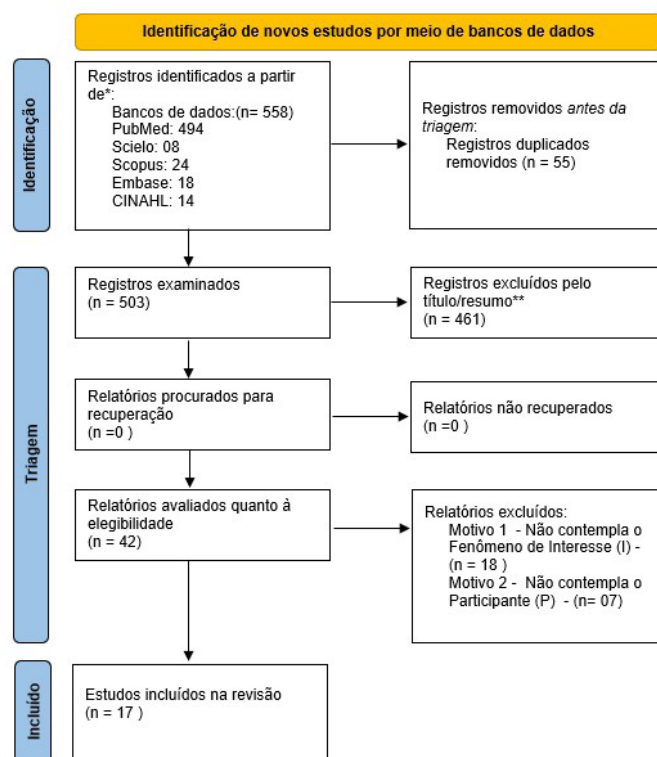 Identificação de novos estudos por meio de bancos de dados
Identificação
Registros identificados a partir
de*:
Bancos de dados:(n= 558)
PubMed: 494
Scielo: 08
Scopus: 24
Embase: 18
CINAHL: 14
Registros removidos antes da
triagem:
Registros duplicados
removidos (n = 55)
Triagem
Registros examinados
(n = 503)
Registros excluídos pelo
título/resumo**
(n = 461)
Relatórios procurados para
recuperação
(n =0 )
Relatórios não recuperados
(n =0 )
Relatórios avaliados quanto à
elegibilidade
(n = 42)
Relatórios excluídos:
Motivo 1 - Não contempla o
Fenômeno de Interesse (I) -
(n = 18 )
Motivo 2 - Não contempla o
Participante (P) - (n= 07)
Incluído
Estudos incluídos na revisão
(n = 17 )